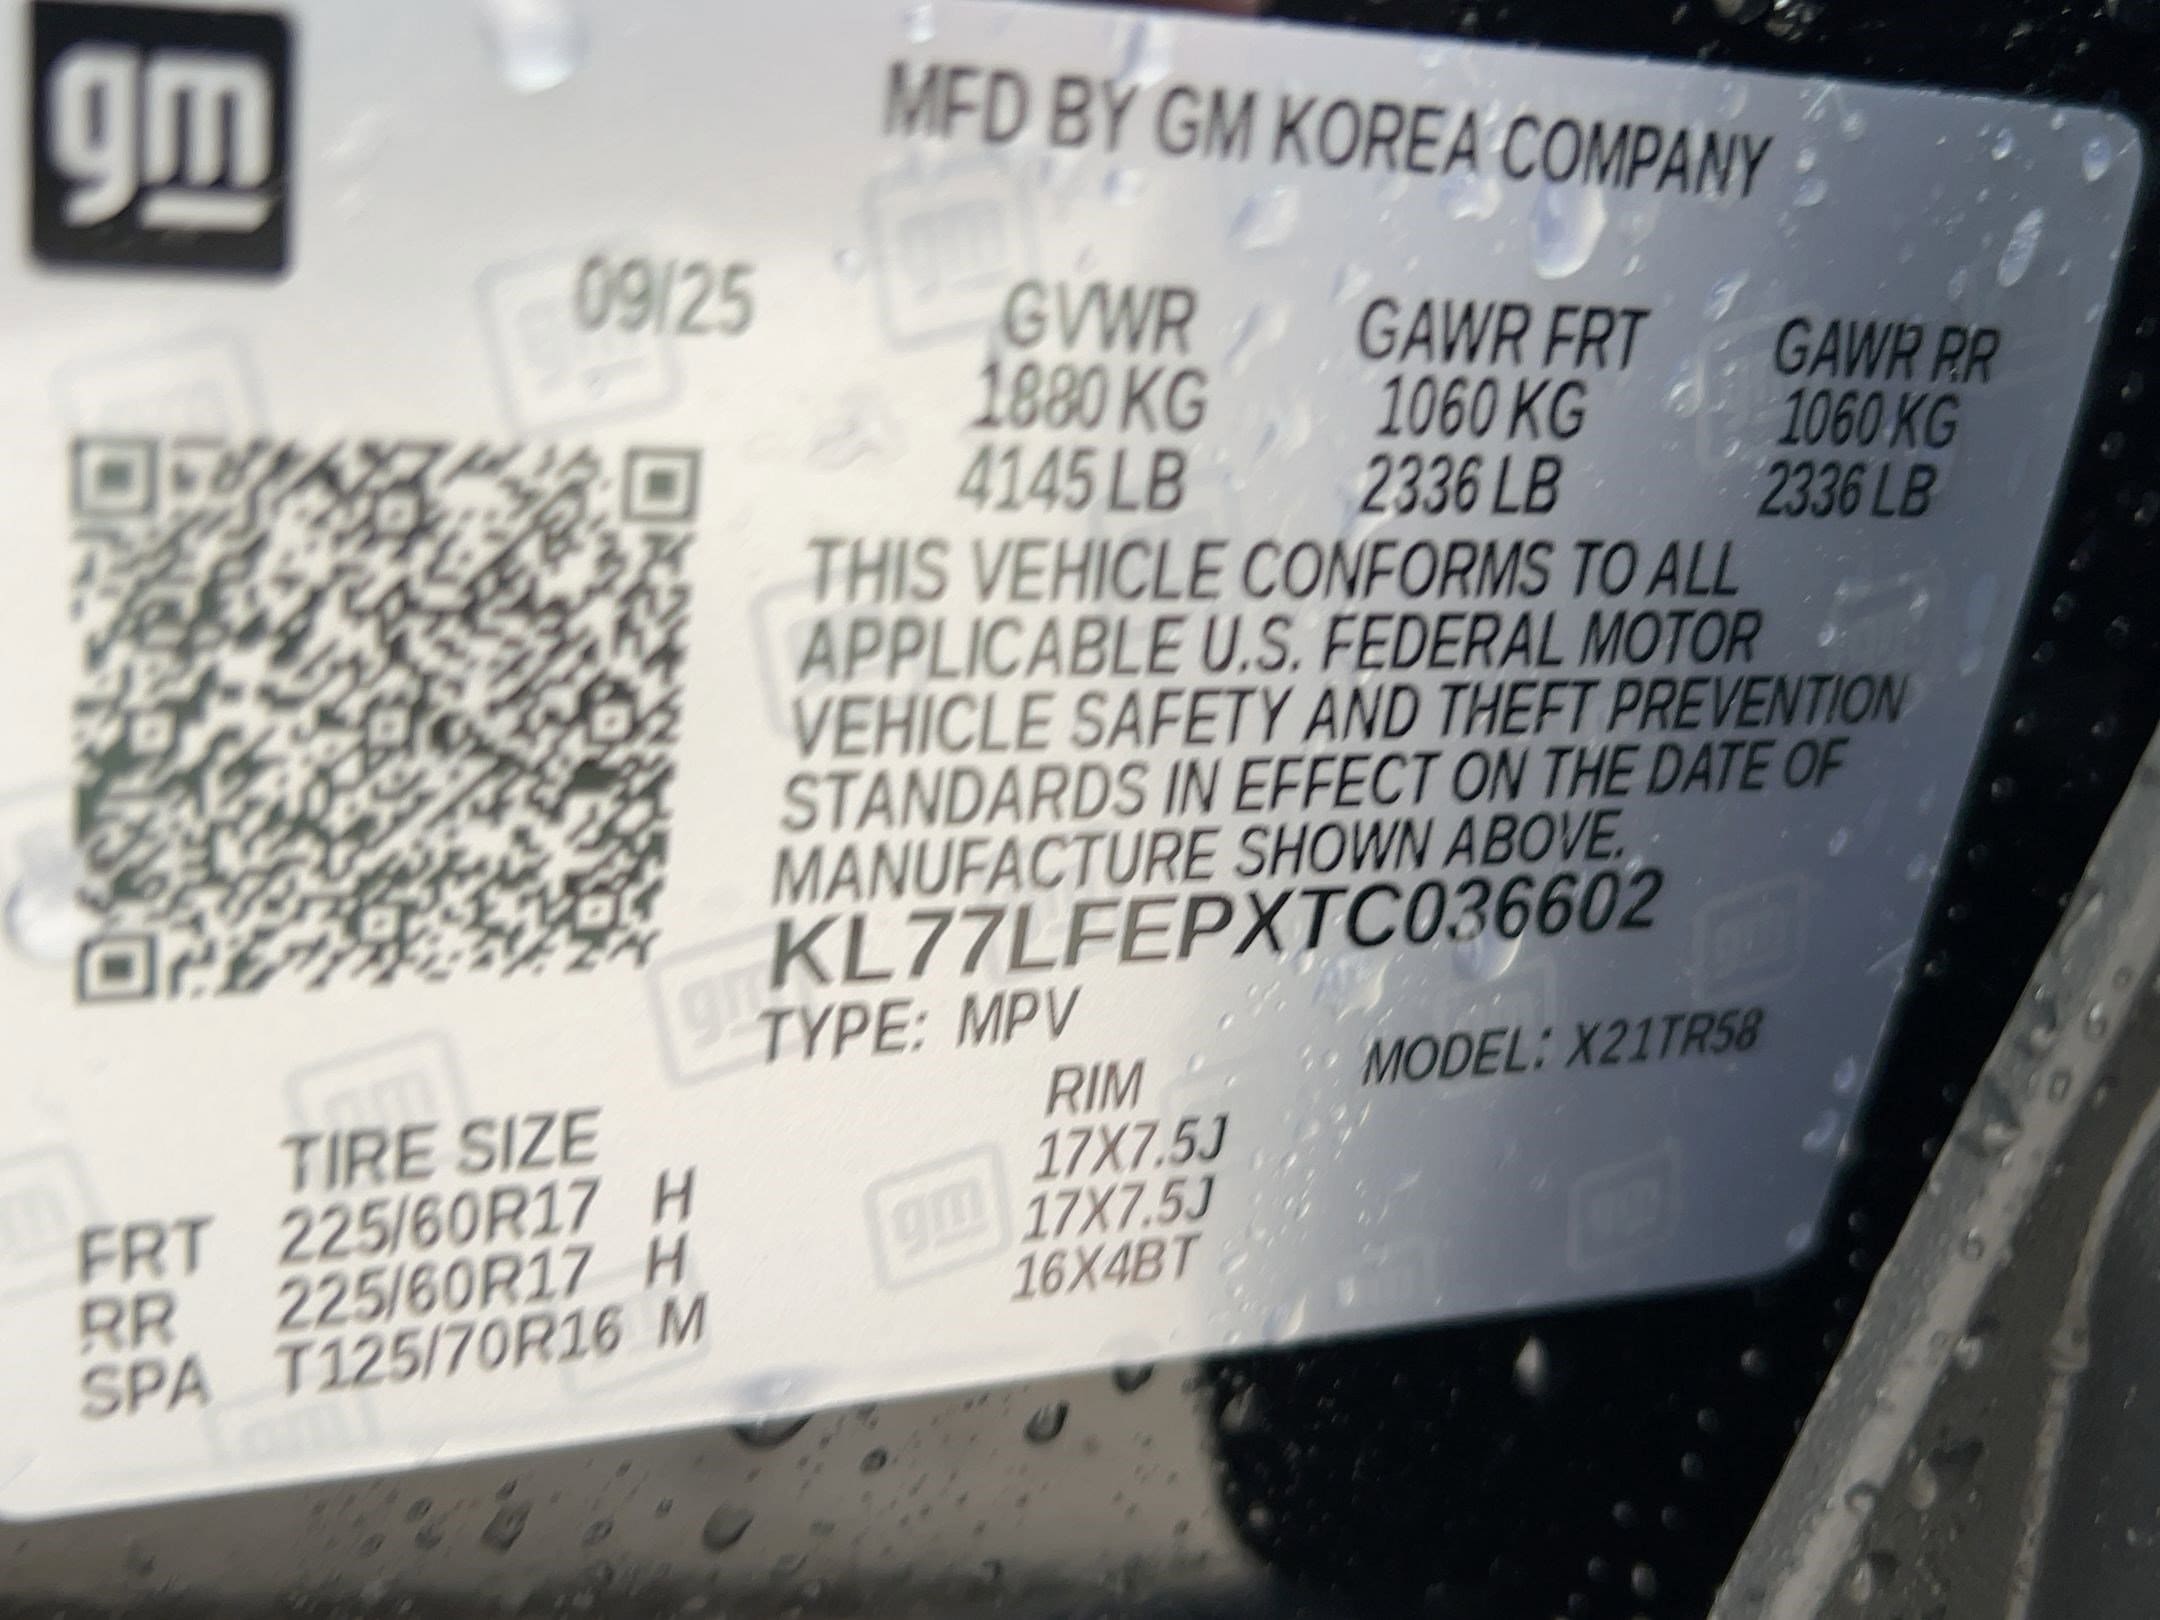 gm
MFD BY GM KOREA COMPANY
09/25
GVWR GAWR FRT GAWR RR
1880 KG 1060 KG 1060 KG
4145 LB 2336 LB 2336 LB
THIS VEHICLE CONFORMS TO ALL
APPLICABLE U.S. FEDERAL MOTOR
VEHICLE SAFETY AND THEFT PREVENTION
STANDARDS IN EFFECT ON THE DATE OF
MANUFACTURE SHOWN ABOVE.
KL77LFEPXTC036602
TYPE: MPV MODEL: X21TR58
TIRE SIZE RIM
FRT 225/60R17 H 17X7.5J
RR 225/60R17 H 17X7.5J
SPA T125/70R16 M 16X4BT